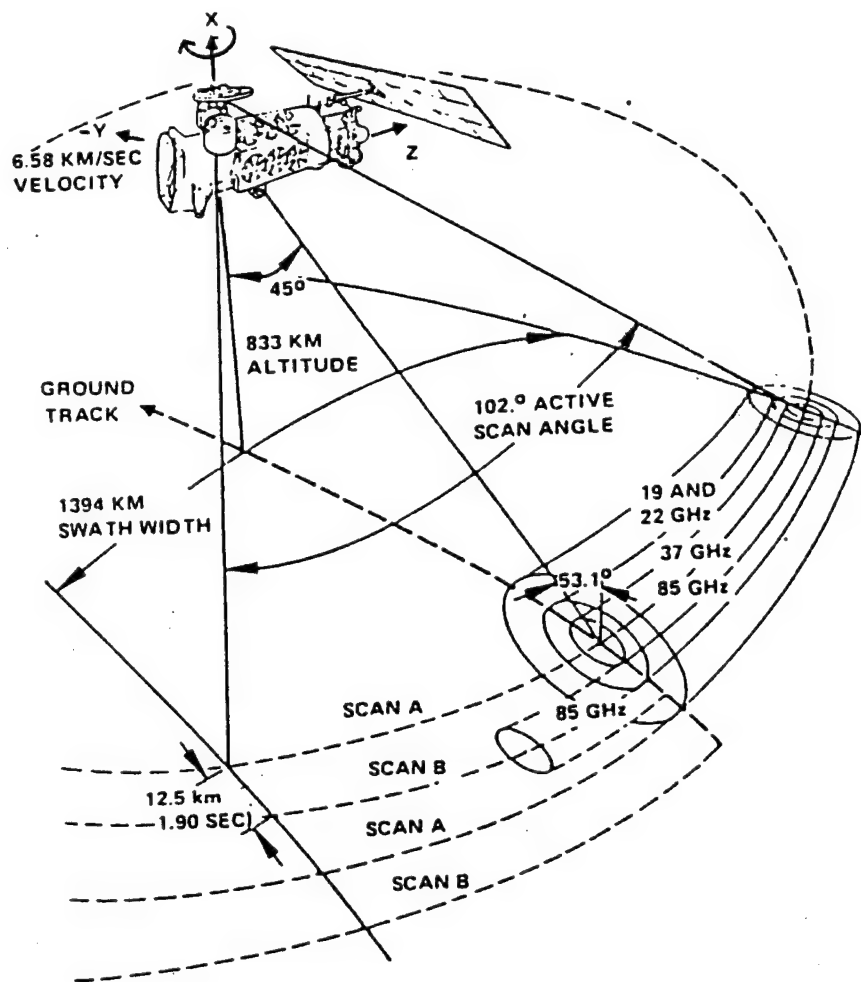 X
-Y
6.58 KM/SEC
VELOCITY
Z
45°
833 KM
ALTITUDE
GROUND
TRACK
102.° ACTIVE
SCAN ANGLE
1394 KM
SWATH WIDTH
19 AND
22 GHz
37 GHz
53.1°
85 GHz
SCAN A
85 GHz
SCAN B
12.5 km
1.90 SEC)
SCAN A
SCAN B